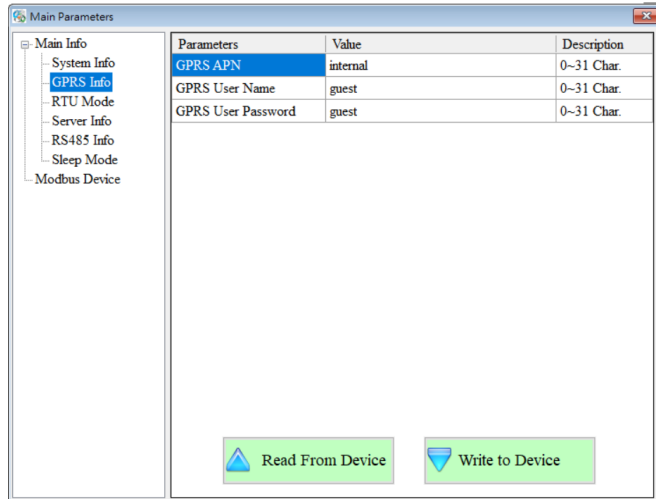 Main Parameters
Main Info
System Info
GPRS Info
RTU Mode
Server Info
RS485 Info
Sleep Mode
Modbus Device
Parameters Value Description
GPRS APN internal 0~31 Char.
GPRS User Name guest 0~31 Char.
GPRS User Password guest 0~31 Char.
Read From Device Write to Device